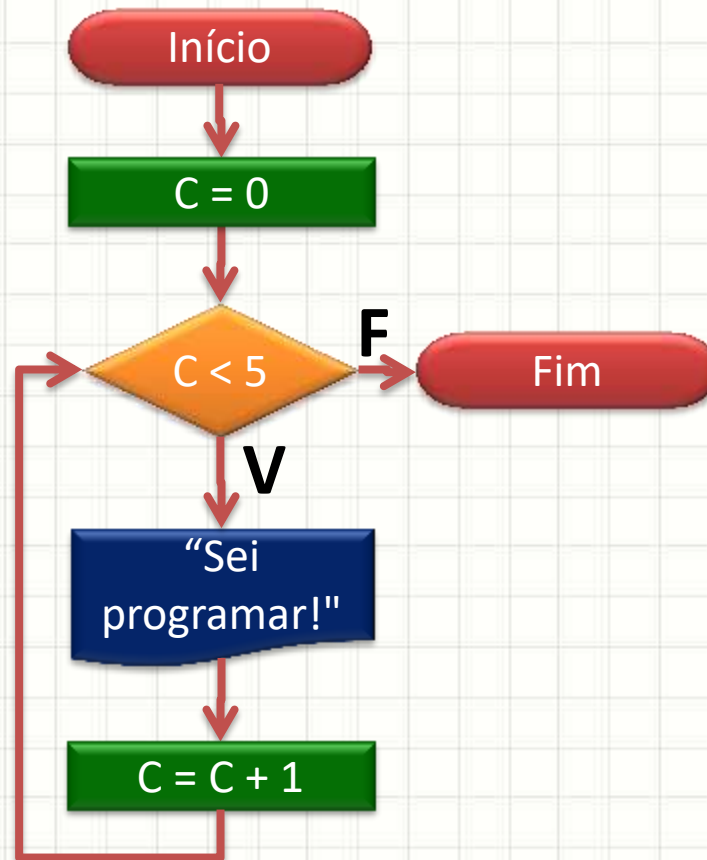 Início
C = 0
C < 5
F
Fim
V
“Sei
programar!"
C = C + 1